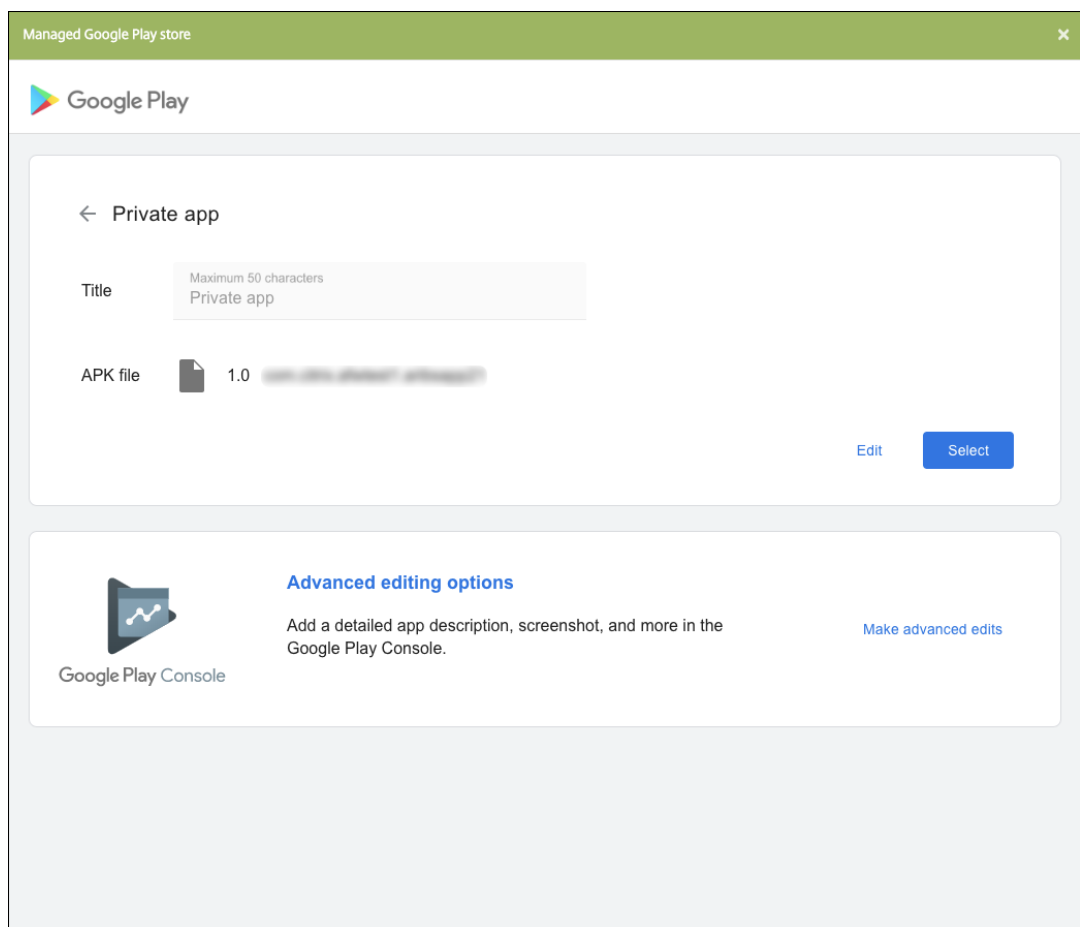 Managed Google Play store
Google Play
Private app
Title
Maximum 50 characters
Private app
APK file
1.0
Edit
Select
Advanced editing options
Add a detailed app description, screenshot, and more in the
Google Play Console.
Make advanced edits
Google Play Console